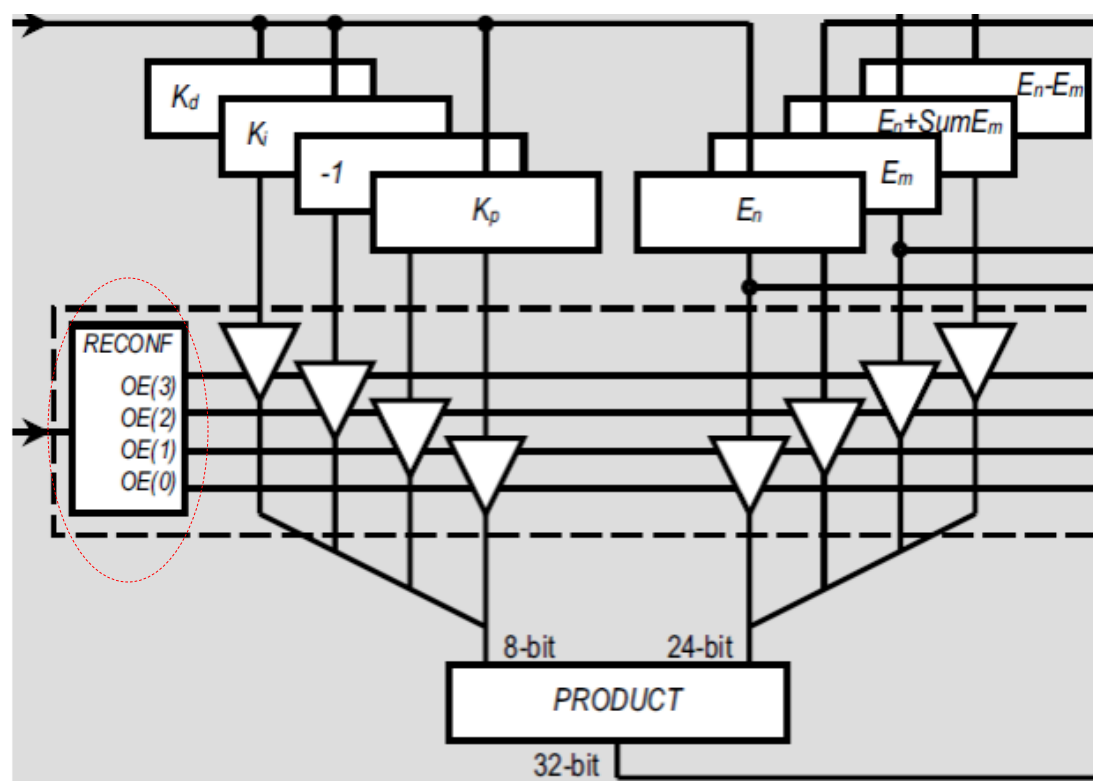 Kd
Ki
-1
Kp
En-Em
En+SumEm
Em
En
RECONF
OE(3)
OE(2)
OE(1)
OE(0)
8-bit
24-bit
PRODUCT
32-bit